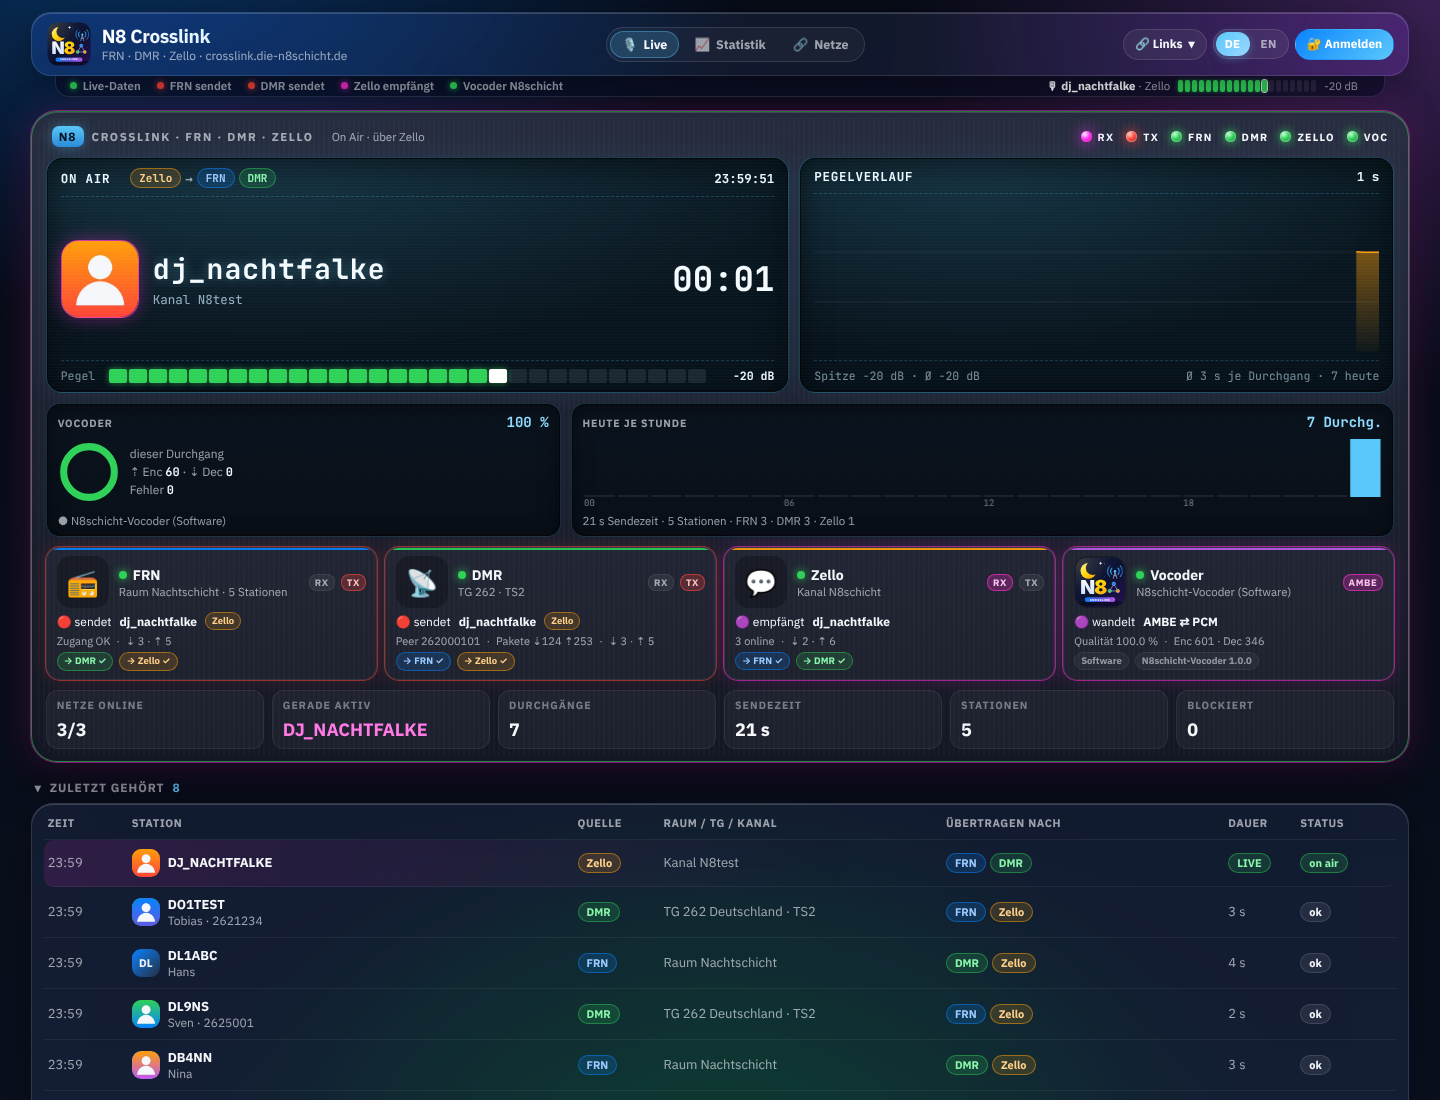 N8 Crosslink
FRN · DMR · Zello · crosslink.die-n8schicht.de
Live Statistik Netze
Links ▾ DE EN Anmelden
Live-Daten FRN sendet DMR sendet Zello empfängt Vocoder N8schicht
dj_nachtfalke · Zello -20 dB
N8 CROSSLINK · FRN · DMR · ZELLO On Air · über Zello
RX TX FRN DMR ZELLO VOC
ON AIR Zello → FRN DMR 23:59:51
dj_nachtfalke
Kanal N8test
00:01
Pegel -20 dB
PEGELVERLAUF 1 s
Spitze -20 dB · Ø -20 dB Ø 3 s je Durchgang · 7 heute
VOCODER 100 %
dieser Durchgang
↑ Enc 60 · ↓ Dec 0
Fehler 0
N8schicht-Vocoder (Software)
HEUTE JE STUNDE 7 Durchg.
00 06 12 18
21 s Sendezeit · 5 Stationen · FRN 3 · DMR 3 · Zello 1
FRN
Raum Nachtschicht · 5 Stationen
RX TX
sendet dj_nachtfalke Zello
Zugang OK · ↓ 3 · ↑ 5
→ DMR ✓ → Zello ✓
DMR
TG 262 · TS2
RX TX
sendet dj_nachtfalke Zello
Peer 262000101 · Pakete ↓124 ↑253 · ↓ 3 · ↑ 5
→ FRN ✓ → Zello ✓
Zello
Kanal N8schicht
RX TX
empfängt dj_nachtfalke
3 online · ↓ 2 · ↑ 6
→ FRN ✓ → DMR ✓
N8
Vocoder
N8schicht-Vocoder (Software)
AMBE
wandelt AMBE ⇄ PCM
Qualität 100.0 % · Enc 601 · Dec 346
Software N8schicht-Vocoder 1.0.0
NETZE ONLINE
3/3
GERADE AKTIV
DJ_NACHTFALKE
DURCHGÄNGE
7
SENDEZEIT
21 s
STATIONEN
5
BLOCKIERT
0
▾ ZULETZT GEHÖRT 8
ZEIT STATION QUELLE RAUM / TG / KANAL ÜBERTRAGEN NACH DAUER STATUS
23:59 DJ_NACHTFALKE Zello Kanal N8test FRN DMR LIVE on air
23:59 DO1TEST DMR TG 262 Deutschland · TS2 FRN Zello 3 s ok
Tobias · 2621234
23:59 DL DL1ABC FRN Raum Nachtschicht DMR Zello 4 s ok
Hans
23:59 DL9NS DMR TG 262 Deutschland · TS2 FRN Zello 2 s ok
Sven · 2625001
23:59 DB4NN FRN Raum Nachtschicht DMR Zello 3 s ok
Nina